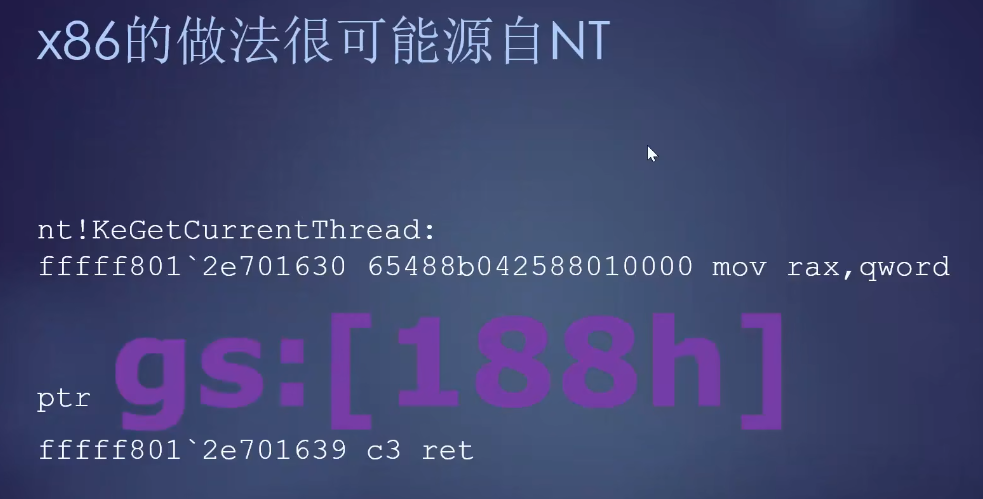 x86的做法很可能源自NT
nt!KeGetCurrentThread:
fffff801`2e701630 65488b042588010000 mov rax,qword
ptr gs:[188h]
fffff801`2e701639 c3 ret